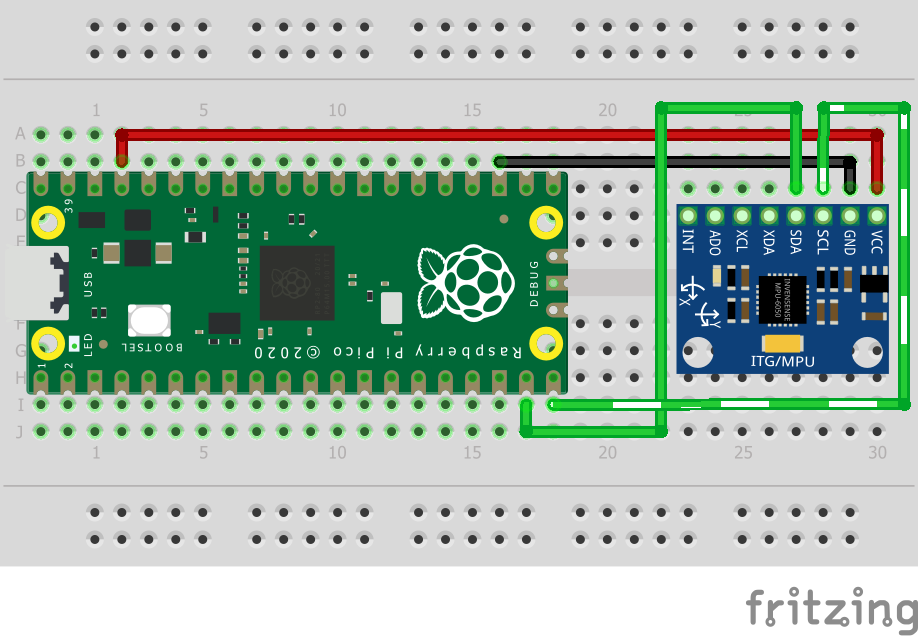 1 5 10 15 20 25 30
A
B
C
D
F
G
H
I
J
39
USB
1
2
LED
BOOTSEL
Raspberry Pi Pico © 2020
DEBUG
INT ADO XCL XDA SDA SCL GND VCC
X
Y
INVENSENSE
MPU-6050
ITG/MPU
1 5 10 15 20 25 30
fritzing